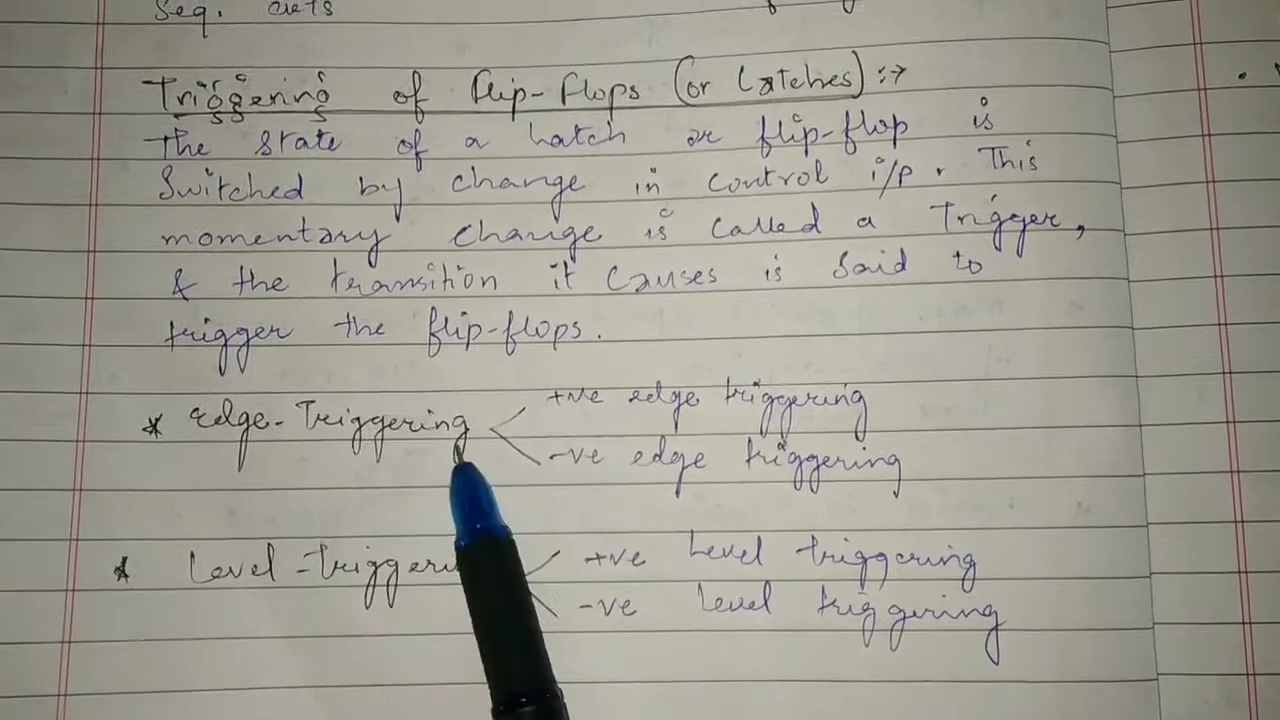 Seq. cuts
Triggering of Flip-Flops (or Latches) :→
the state of a Latch or flip-flop is
Switched by change in control i/p. This
momentary change is called a Trigger,
& the transition it causes is said to
trigger the flip-flops.
* Edge-Triggering
+ve edge triggering
-ve edge triggering
* Level-triggering
+ve Level triggering
-ve Level triggering